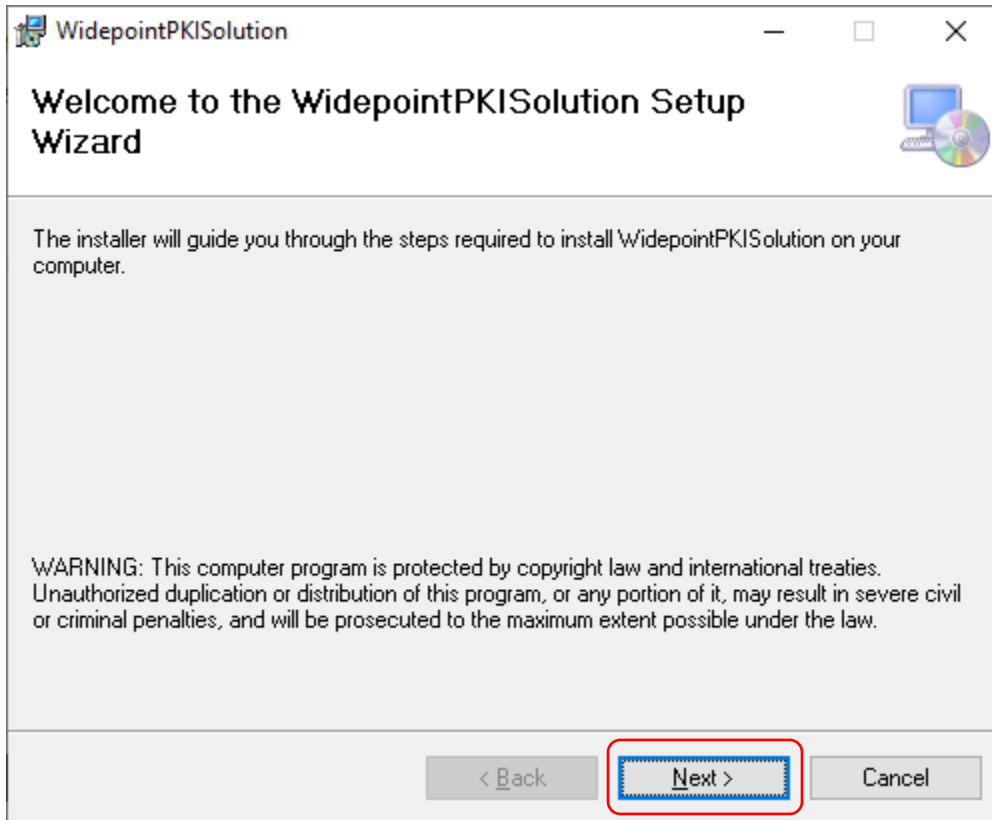 WidepointPKISolution
Welcome to the WidepointPKISolution Setup
Wizard
The installer will guide you through the steps required to install WidepointPKISolution on your
computer.
WARNING: This computer program is protected by copyright law and international treaties.
Unauthorized duplication or distribution of this program, or any portion of it, may result in severe civil
or criminal penalties, and will be prosecuted to the maximum extent possible under the law.
< Back
Next >
Cancel